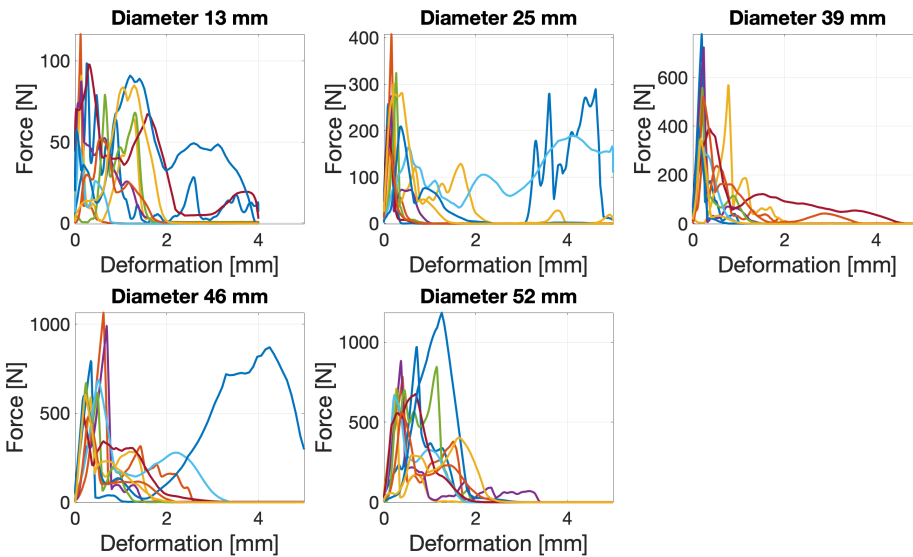 Diameter 13 mm
Force [N]
100
50
0
0
2
4
Deformation [mm]
Diameter 25 mm
Force [N]
400
300
200
100
0
0
2
4
Deformation [mm]
Diameter 39 mm
Force [N]
600
400
200
0
0
2
4
Deformation [mm]
Diameter 46 mm
Force [N]
1000
500
0
0
2
4
Deformation [mm]
Diameter 52 mm
Force [N]
1000
500
0
0
2
4
Deformation [mm]